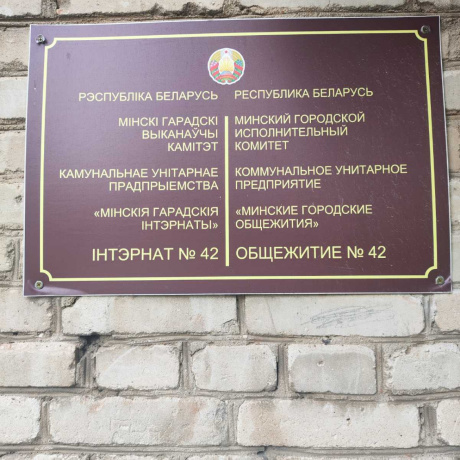 РЭСПУБЛІКА БЕЛАРУСЬ
МІНСКІ ГАРАДСКІ
ВЫКАНАЎЧЫ
КАМІТЭТ
КАМУНАЛЬНАЕ УНІТАРНАЕ
ПРАДПРЫЕМСТВА
«МІНСКІЯ ГАРАДСКІЯ
ІНТЭРНАТЫ»
ІНТЭРНАТ № 42
РЕСПУБЛИКА БЕЛАРУСЬ
МИНСКИЙ ГОРОДСКОЙ
ИСПОЛНИТЕЛЬНЫЙ
КОМИТЕТ
КОММУНАЛЬНОЕ УНИТАРНОЕ
ПРЕДПРИЯТИЕ
«МИНСКИЕ ГОРОДСКИЕ
ОБЩЕЖИТИЯ»
ОБЩЕЖИТИЕ № 42